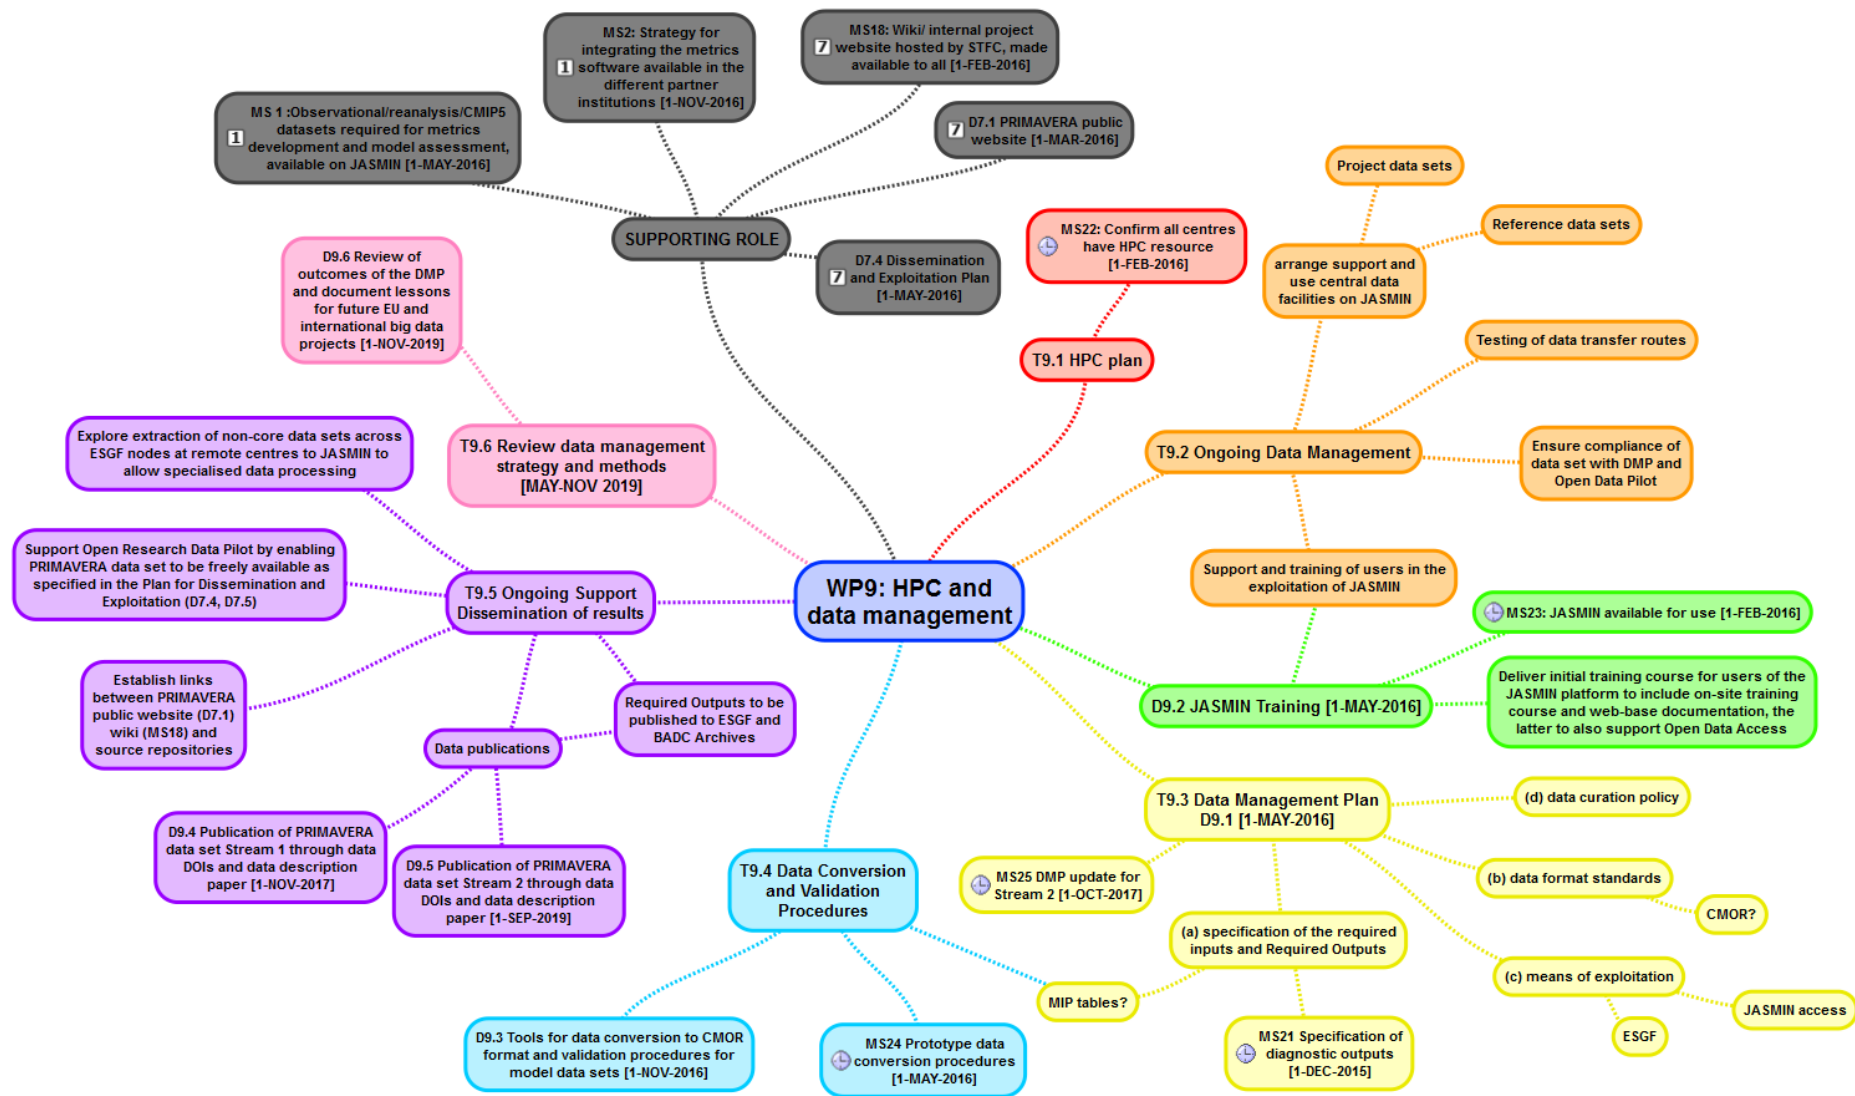 MS2: Strategy for
integrating the metrics
1 software available in the
different partner
institutions [1-NOV-2016]
MS18: Wiki/ internal project
7 website hosted by STFC, made
available to all [1-FEB-2016]
MS 1 :Observational/reanalysis/CMIP5
datasets required for metrics
1 development and model assessment,
available on JASMIN [1-MAY-2016]
7 D7.1 PRIMAVERA public
website [1-MAR-2016]
SUPPORTING ROLE
D7.4 Dissemination
7 and Exploitation Plan
[1-MAY-2016]
MS22: Confirm all centres
have HPC resource
[1-FEB-2016]
T9.1 HPC plan
Project data sets
Reference data sets
arrange support and
use central data
facilities on JASMIN
Testing of data transfer routes
T9.2 Ongoing Data Management
Ensure compliance of
data set with DMP and
Open Data Pilot
Support and training of users in the
exploitation of JASMIN
D9.6 Review of
outcomes of the DMP
and document lessons
for future EU and
international big data
projects [1-NOV-2019]
T9.6 Review data management
strategy and methods
[MAY-NOV 2019]
Explore extraction of non-core data sets across
ESGF nodes at remote centres to JASMIN to
allow specialised data processing
Support Open Research Data Pilot by enabling
PRIMAVERA data set to be freely available as
specified in the Plan for Dissemination and
Exploitation (D7.4, D7.5)
T9.5 Ongoing Support
Dissemination of results
WP9: HPC and
data management
MS23: JASMIN available for use [1-FEB-2016]
D9.2 JASMIN Training [1-MAY-2016]
Deliver initial training course for users of the
JASMIN platform to include on-site training
course and web-base documentation, the
latter to also support Open Data Access
Establish links
between PRIMAVERA
public website (D7.1)
wiki (MS18) and
source repositories
Required Outputs to be
published to ESGF and
BADC Archives
Data publications
D9.4 Publication of PRIMAVERA
data set Stream 1 through data
DOIs and data description
paper [1-NOV-2017]
D9.5 Publication of PRIMAVERA
data set Stream 2 through data
DOIs and data description
paper [1-SEP-2019]
T9.4 Data Conversion
and Validation
Procedures
D9.3 Tools for data conversion to CMOR
format and validation procedures for
model data sets [1-NOV-2016]
MS24 Prototype data
conversion procedures
[1-MAY-2016]
T9.3 Data Management Plan
D9.1 [1-MAY-2016]
(d) data curation policy
MS25 DMP update for
Stream 2 [1-OCT-2017]
(b) data format standards
CMOR?
(a) specification of the required
inputs and Required Outputs
(c) means of exploitation
MIP tables?
JASMIN access
ESGF
MS21 Specification of
diagnostic outputs
[1-DEC-2015]